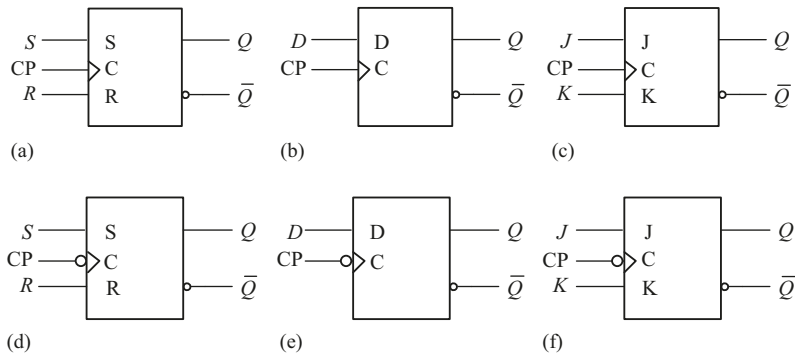 S S Q D D Q J J Q
CP C CP C CP C
R R Q̅ Q̅ K K Q̅
(a) (b) (c)
S S Q D D Q J J Q
CP C CP C CP C
R R Q̅ Q̅ K K Q̅
(d) (e) (f)